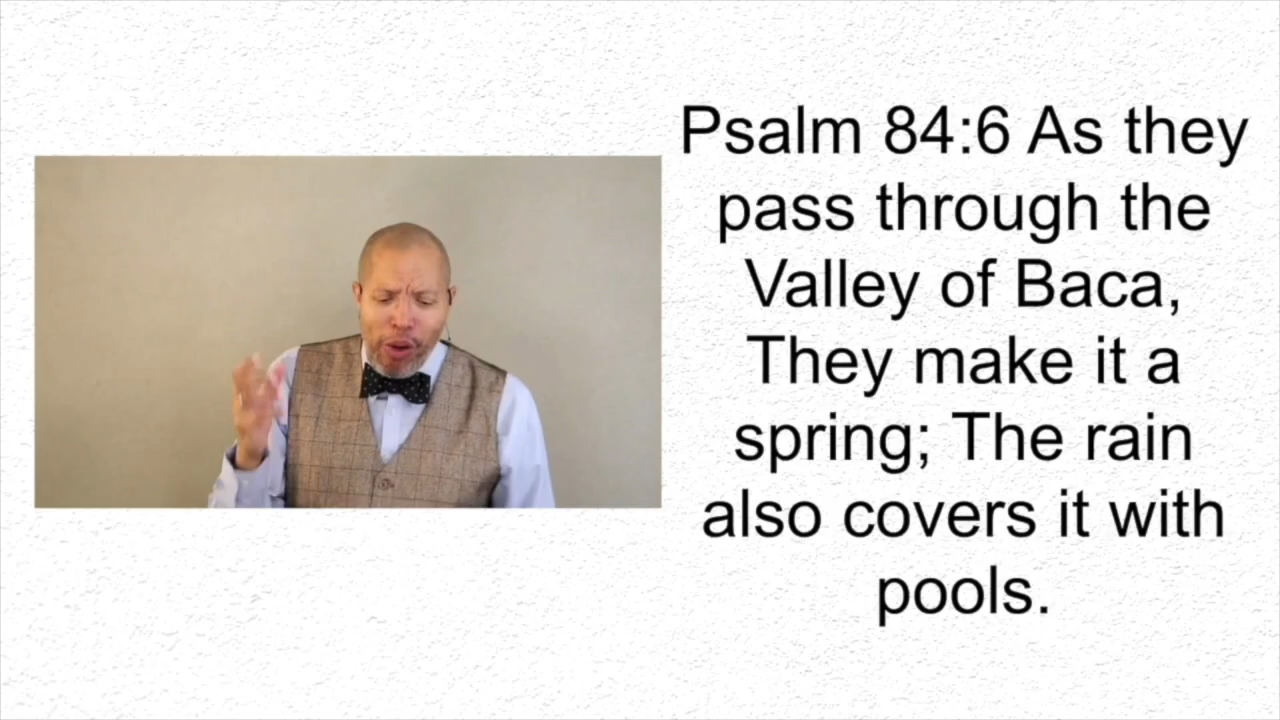 Psalm 84:6 As they
pass through the
Valley of Baca,
They make it a
spring; The rain
also covers it with
pools.